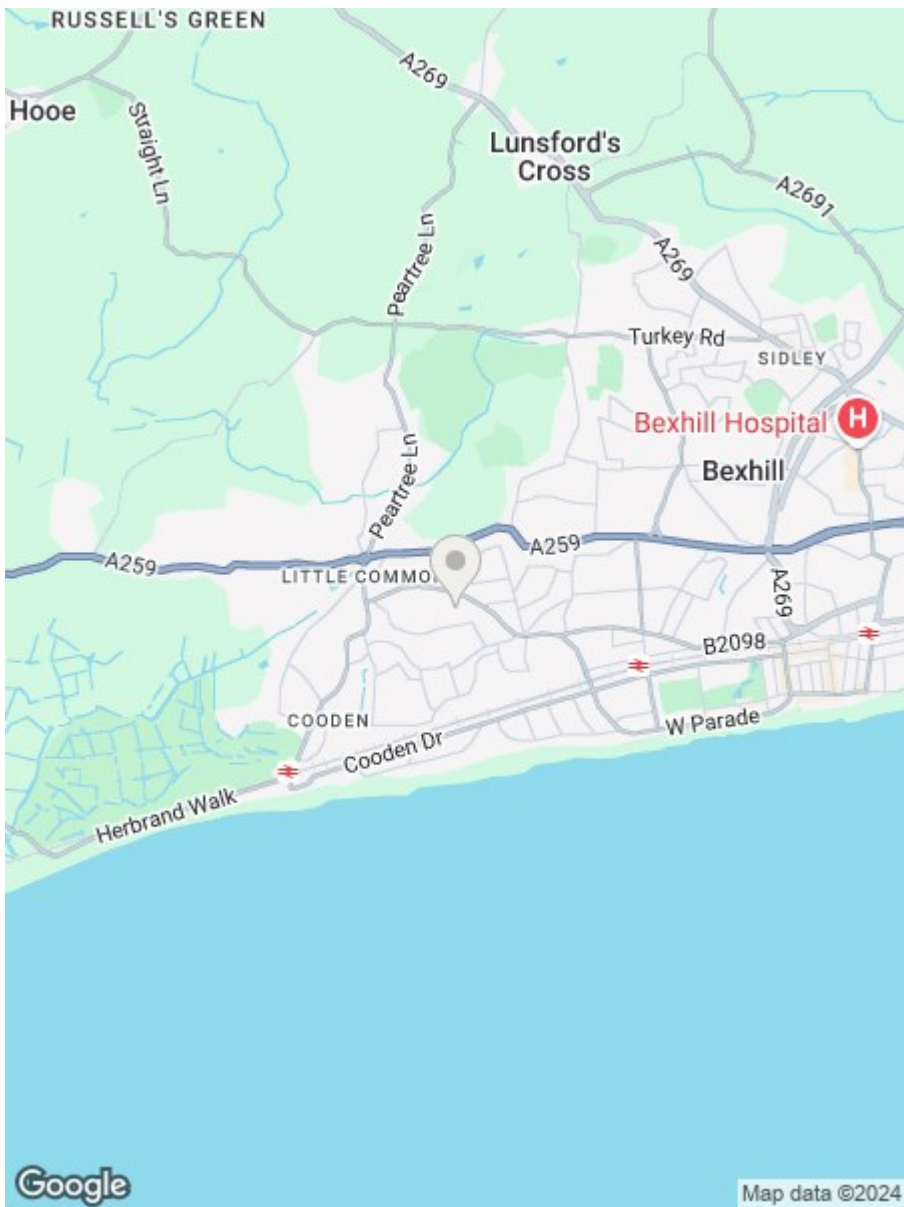 RUSSELL'S GREEN
A269
Hooe
Straight Ln
Lunsford's
Cross
A2691
Peartree Ln
A269
Turkey Rd
SIDLEY
Bexhill Hospital
H
Bexhill
Peartree Ln
A259
A259
LITTLE COMMO
A269
B2098
COODEN
W Parade
Cooden Dr
Herbrand Walk
Google
Map data ©2024